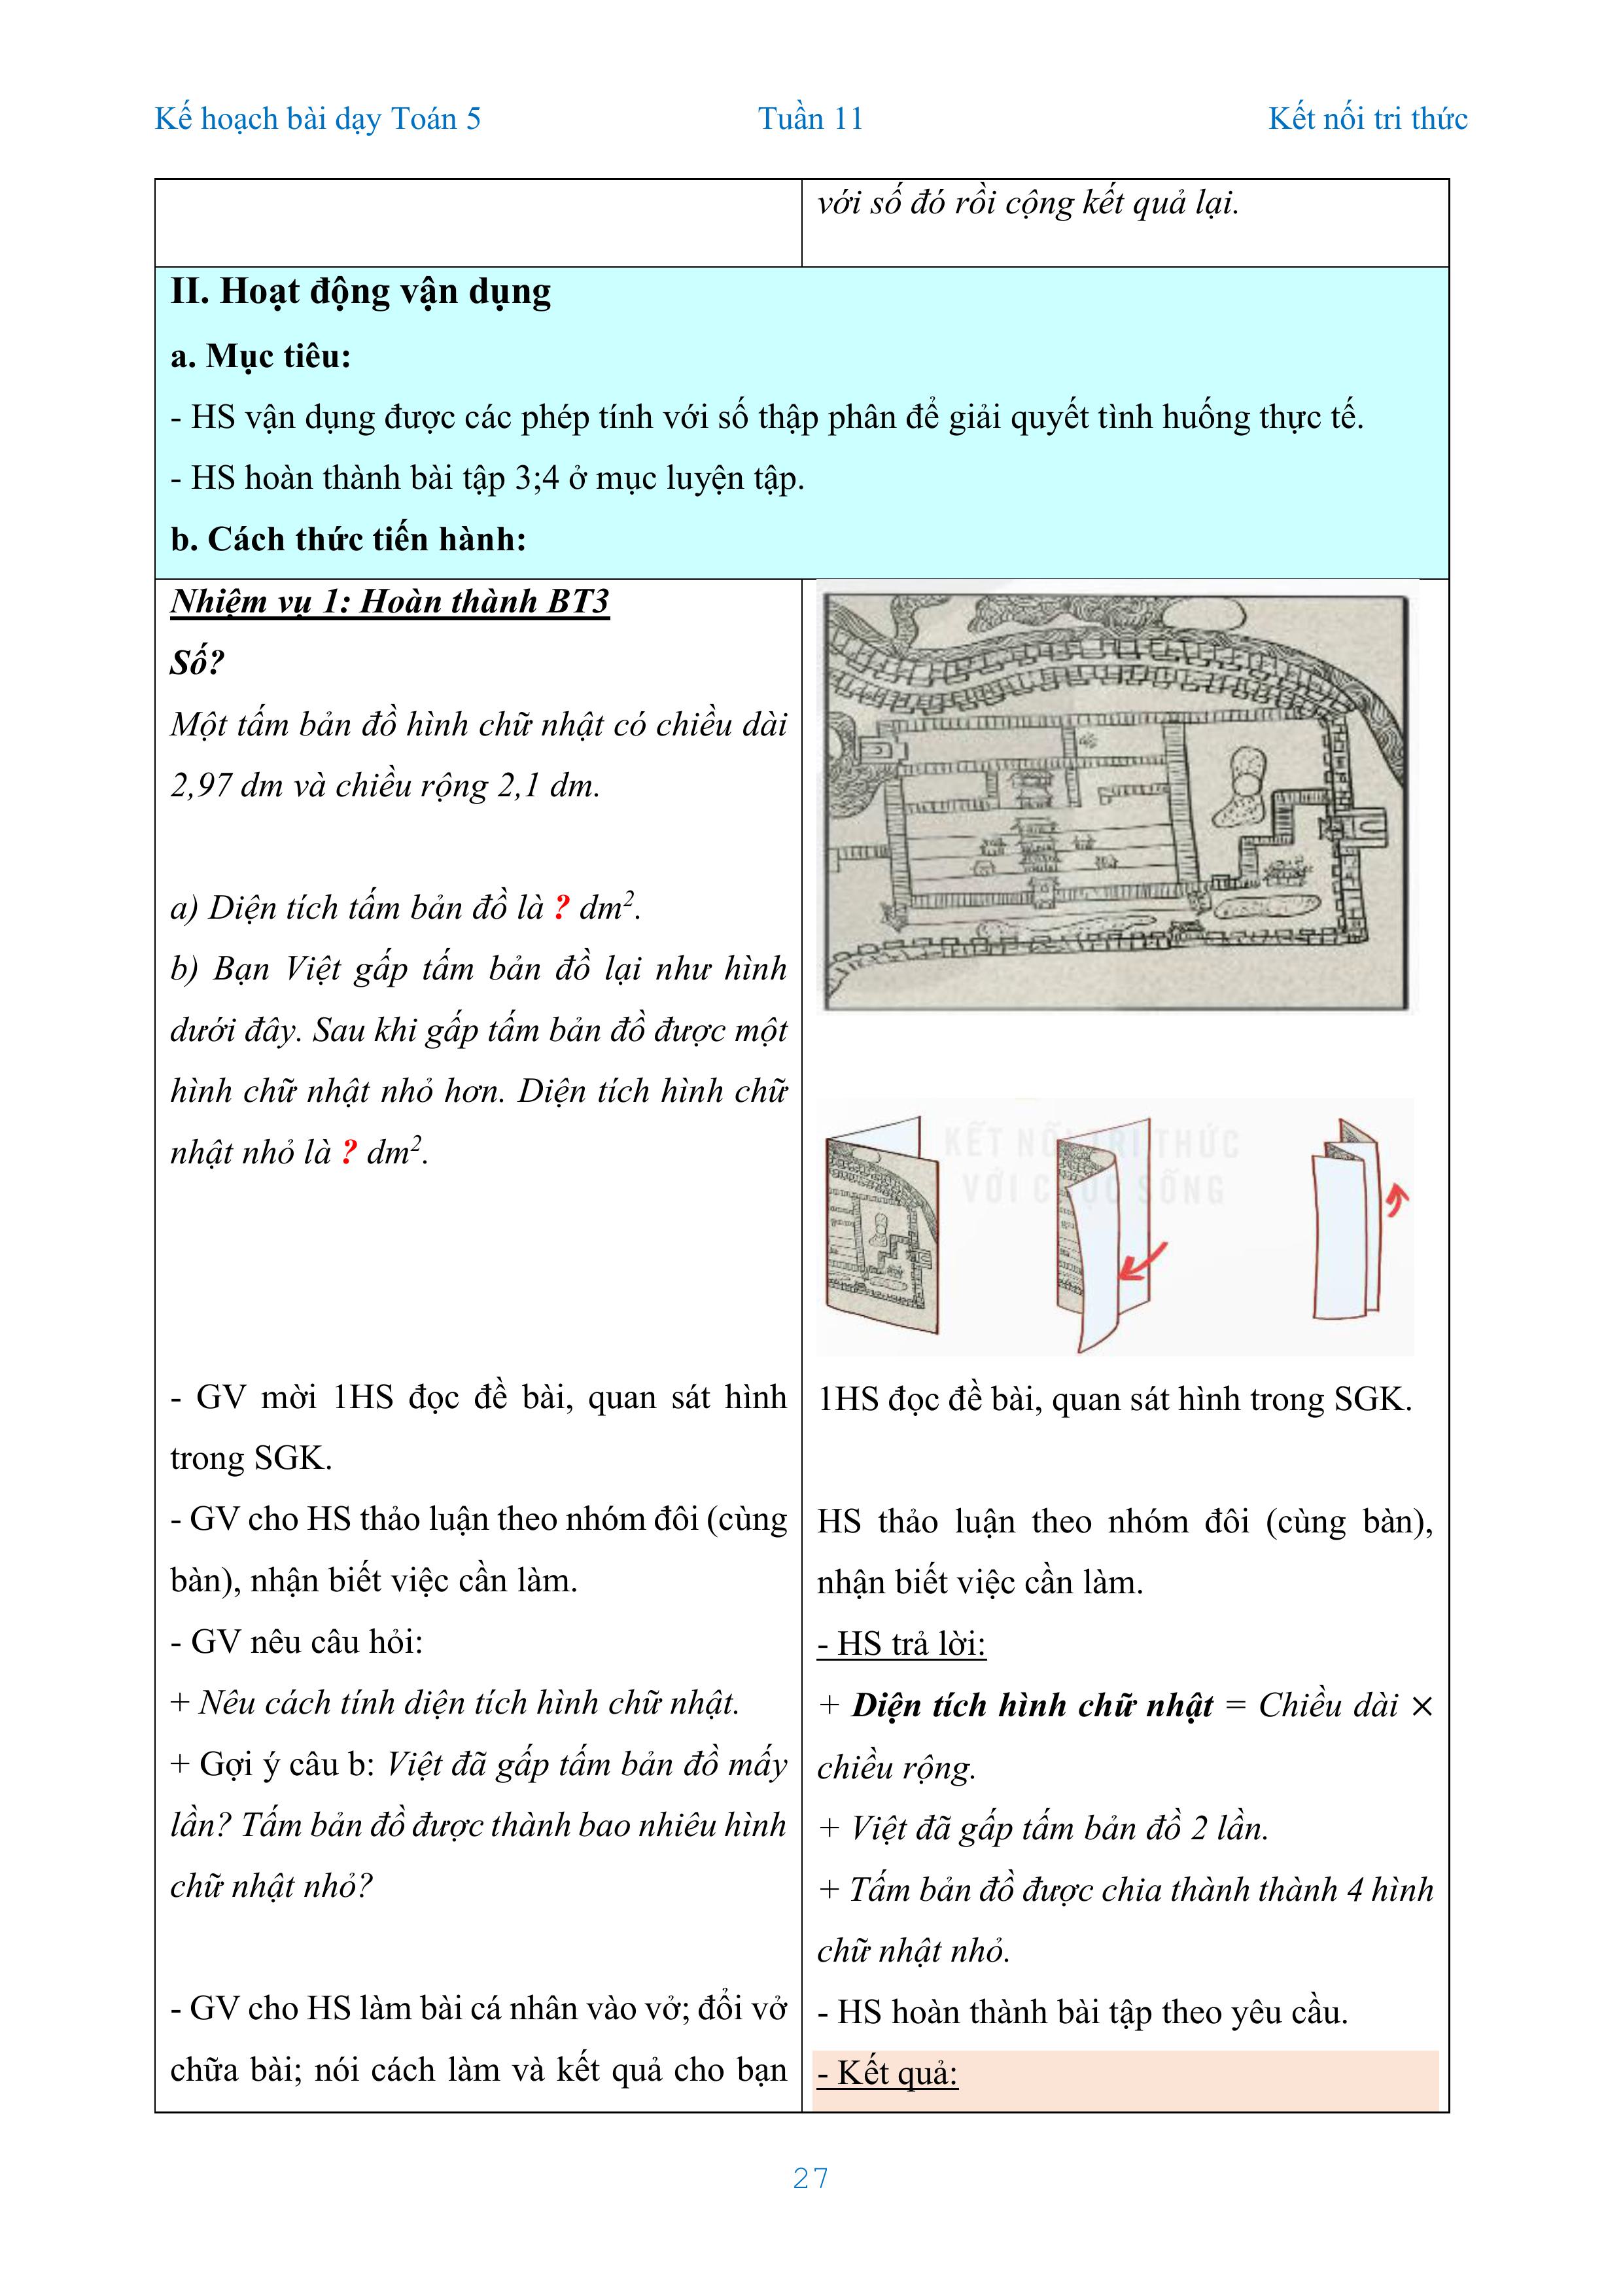 Kế hoạch bài dạy Toán 5 Tuần 11 Kết nối tri thức
với số đó rồi cộng kết quả lại.
II. Hoạt động vận dụng
a. Mục tiêu:
- HS vận dụng được các phép tính với số thập phân để giải quyết tình huống thực tế.
- HS hoàn thành bài tập 3;4 ở mục luyện tập.
b. Cách thức tiến hành:
Nhiệm vụ 1: Hoàn thành BT3
Số?
Một tấm bản đồ hình chữ nhật có chiều dài
2,97 dm và chiều rộng 2,1 dm.
a) Diện tích tấm bản đồ là ? dm².
b) Bạn Việt gấp tấm bản đồ lại như hình
dưới đây. Sau khi gấp tấm bản đồ được một
hình chữ nhật nhỏ hơn. Diện tích hình chữ
nhật nhỏ là ? dm².
- GV mời 1HS đọc đề bài, quan sát hình
trong SGK.
- GV cho HS thảo luận theo nhóm đôi (cùng
bàn), nhận biết việc cần làm.
- GV nêu câu hỏi:
+ Nêu cách tính diện tích hình chữ nhật.
+ Gợi ý câu b: Việt đã gấp tấm bản đồ mấy
lần? Tấm bản đồ được thành bao nhiêu hình
chữ nhật nhỏ?
- GV cho HS làm bài cá nhân vào vở; đổi vở
chữa bài; nói cách làm và kết quả cho bạn
KẾT NỐI TRI THỨC
VỚI CUỘC SỐNG
1HS đọc đề bài, quan sát hình trong SGK.
HS thảo luận theo nhóm đôi (cùng bàn),
nhận biết việc cần làm.
- HS trả lời:
+ Diện tích hình chữ nhật = Chiều dài ×
chiều rộng.
+ Việt đã gấp tấm bản đồ 2 lần.
+ Tấm bản đồ được chia thành thành 4 hình
chữ nhật nhỏ.
- HS hoàn thành bài tập theo yêu cầu.
- Kết quả:
27